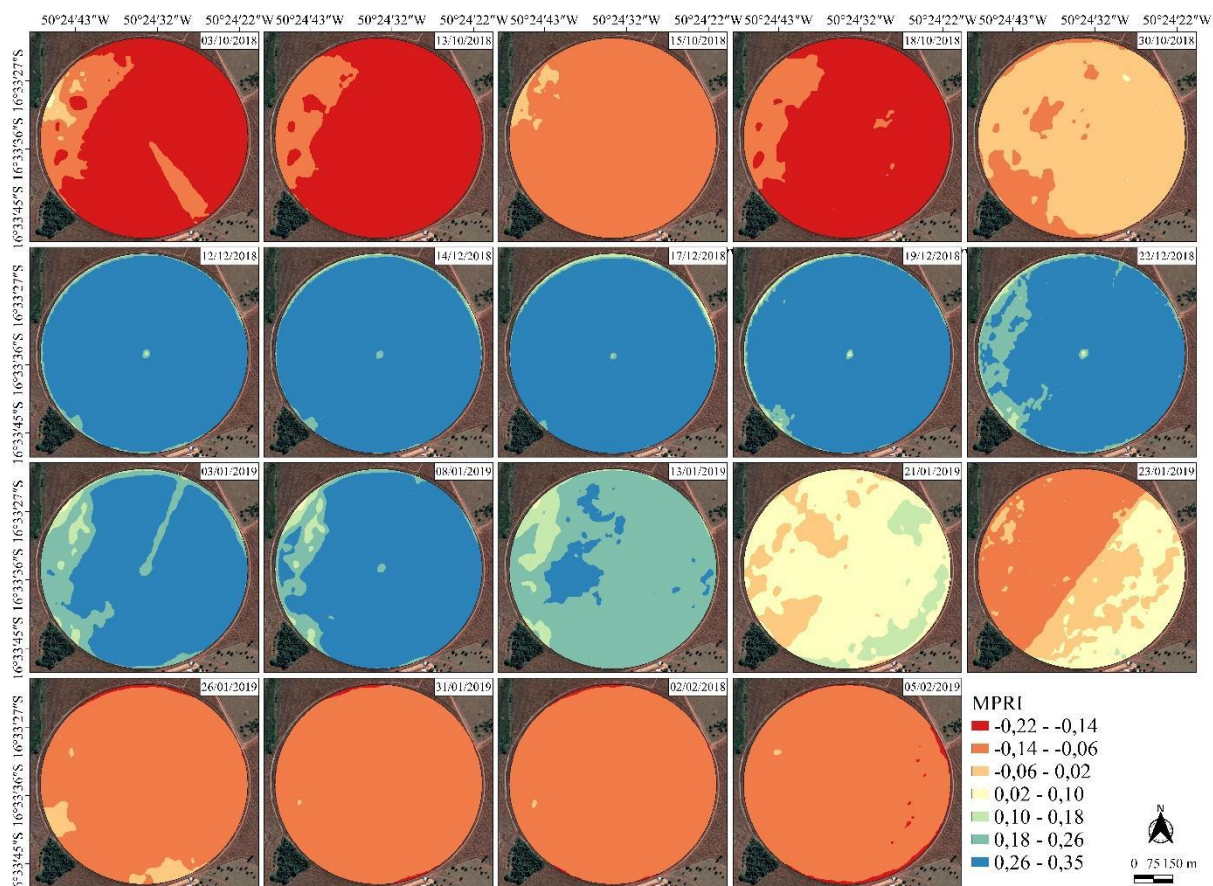 50°24'43"W 50°24'32"W 50°24'22"W 50°24'43"W 50°24'32"W 50°24'22"W 50°24'43"W 50°24'32"W 50°24'22"W 50°24'43"W 50°24'32"W 50°24'22"W 50°24'43"W 50°24'32"W 50°24'22"W
16°33'27"S
16°33'36"S
16°33'45"S
03/10/2018
13/10/2018
15/10/2018
18/10/2018
30/10/2018
16°33'27"S
16°33'36"S
16°33'45"S
12/12/2018
14/12/2018
17/12/2018
19/12/2018
22/12/2018
16°33'27"S
16°33'36"S
16°33'45"S
03/01/2019
08/01/2019
13/01/2019
21/01/2019
23/01/2019
16°33'27"S
16°33'36"S
5°33'45"S
26/01/2019
31/01/2019
02/02/2018
05/02/2019
MPRI
-0,22 - -0,14
-0,14 - -0,06
-0,06 - 0,02
0,02 - 0,10
0,10 - 0,18
0,18 - 0,26
0,26 - 0,35
N
0 75 150 m